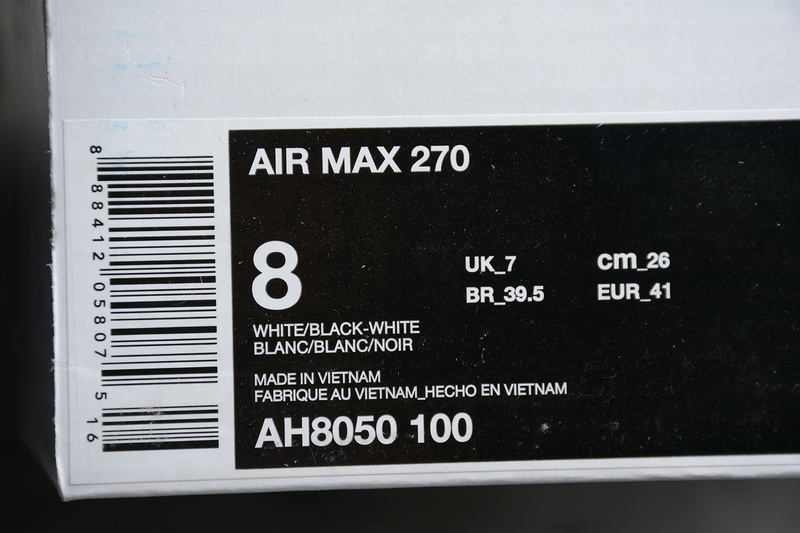 AIR MAX 270
8
UK_7 cm_26
BR_39.5 EUR_41
WHITE/BLACK-WHITE
BLANC/BLANC/NOIR
MADE IN VIETNAM
FABRIQUE AU VIETNAM_HECHO EN VIETNAM
AH8050 100
8 88412 05807 5 16